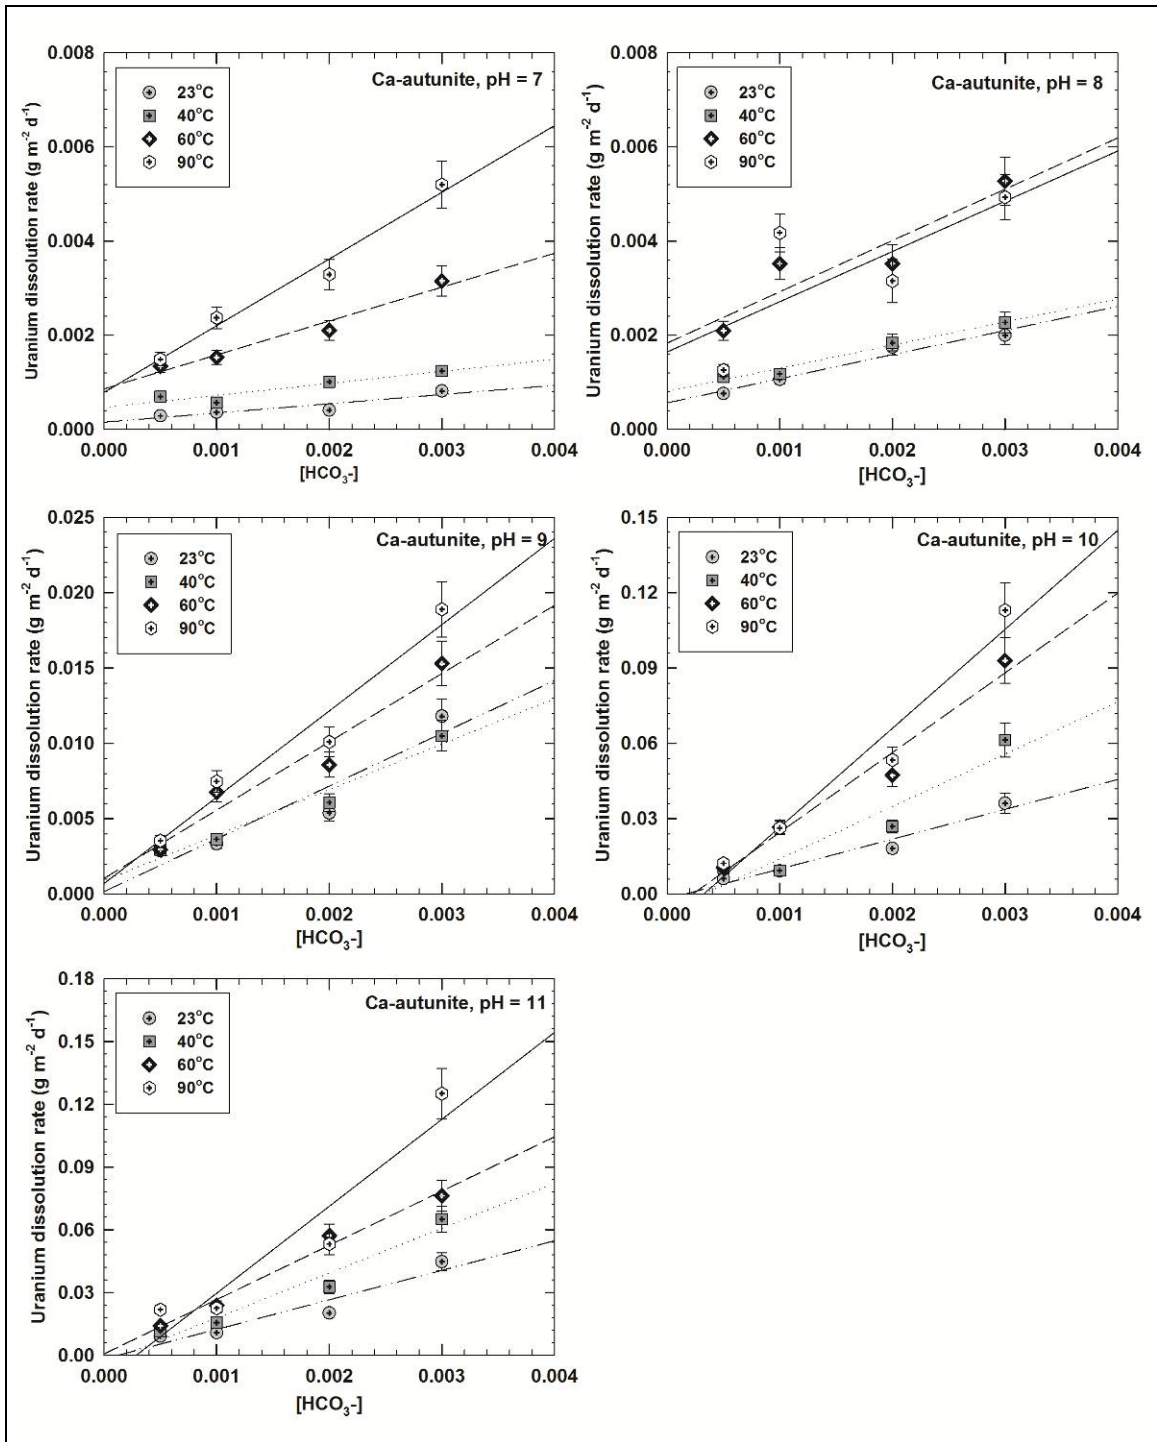 Ca-autunite, pH = 7
23°C
40°C
60°C
90°C
Uranium dissolution rate (g m⁻² d⁻¹)
0.008
0.006
0.004
0.002
0.000
0.000 0.001 0.002 0.003 0.004
[HCO₃-]
Ca-autunite, pH = 8
23°C
40°C
60°C
90°C
Uranium dissolution rate (g m⁻² d⁻¹)
0.008
0.006
0.004
0.002
0.000
0.000 0.001 0.002 0.003 0.004
[HCO₃-]
Ca-autunite, pH = 9
23°C
40°C
60°C
90°C
Uranium dissolution rate (g m⁻² d⁻¹)
0.025
0.020
0.015
0.010
0.005
0.000
0.000 0.001 0.002 0.003 0.004
[HCO₃-]
Ca-autunite, pH = 10
23°C
40°C
60°C
90°C
Uranium dissolution rate (g m⁻² d⁻¹)
0.15
0.12
0.09
0.06
0.03
0.00
0.000 0.001 0.002 0.003 0.004
[HCO₃-]
Ca-autunite, pH = 11
23°C
40°C
60°C
90°C
Uranium dissolution rate (g m⁻² d⁻¹)
0.18
0.15
0.12
0.09
0.06
0.03
0.00
0.000 0.001 0.002 0.003 0.004
[HCO₃-]